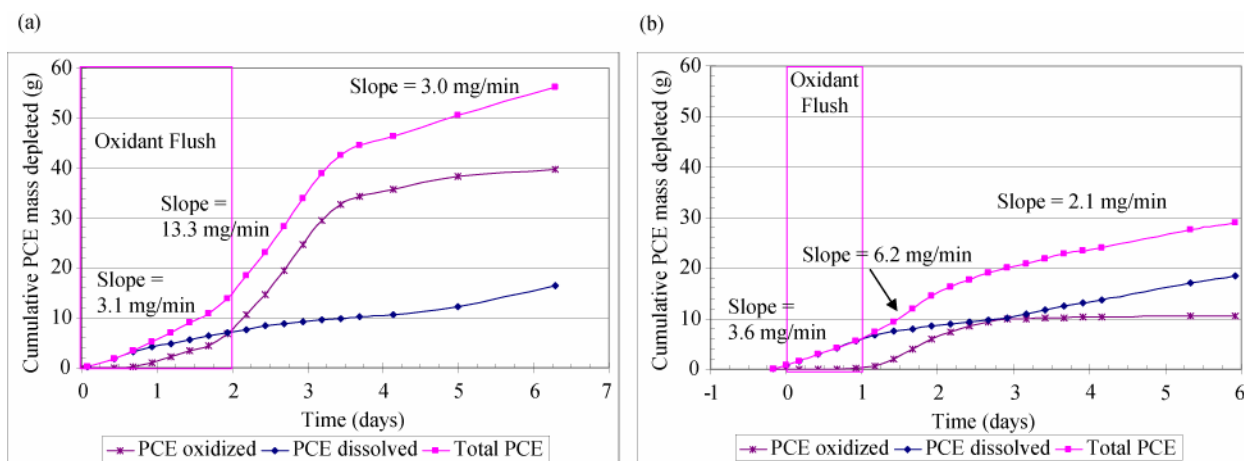 (a)
Cumulative PCE mass depleted (g)
60
50
40
30
20
10
0
Oxidant Flush
Slope = 3.0 mg/min
Slope =
13.3 mg/min
Slope =
3.1 mg/min
0 1 2 3 4 5 6 7
Time (days)
PCE oxidized PCE dissolved Total PCE
(b)
Cumulative PCE mass depleted (g)
60
50
40
30
20
10
0
Oxidant
Flush
Slope = 2.1 mg/min
Slope = 6.2 mg/min
Slope =
3.6 mg/min
-1 0 1 2 3 4 5 6
Time (days)
PCE oxidized PCE dissolved Total PCE